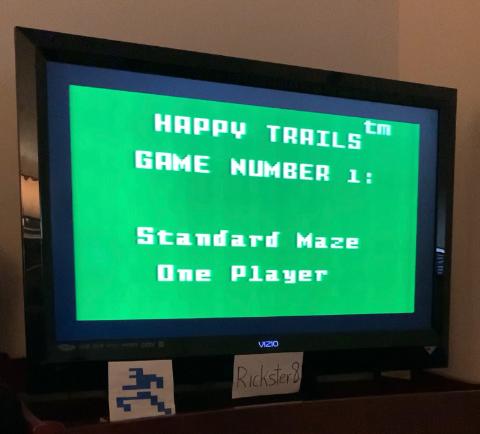 HAPPY TRAILS tm
GAME NUMBER 1:
Standard Maze
One Player
VIZIO
Rickster8